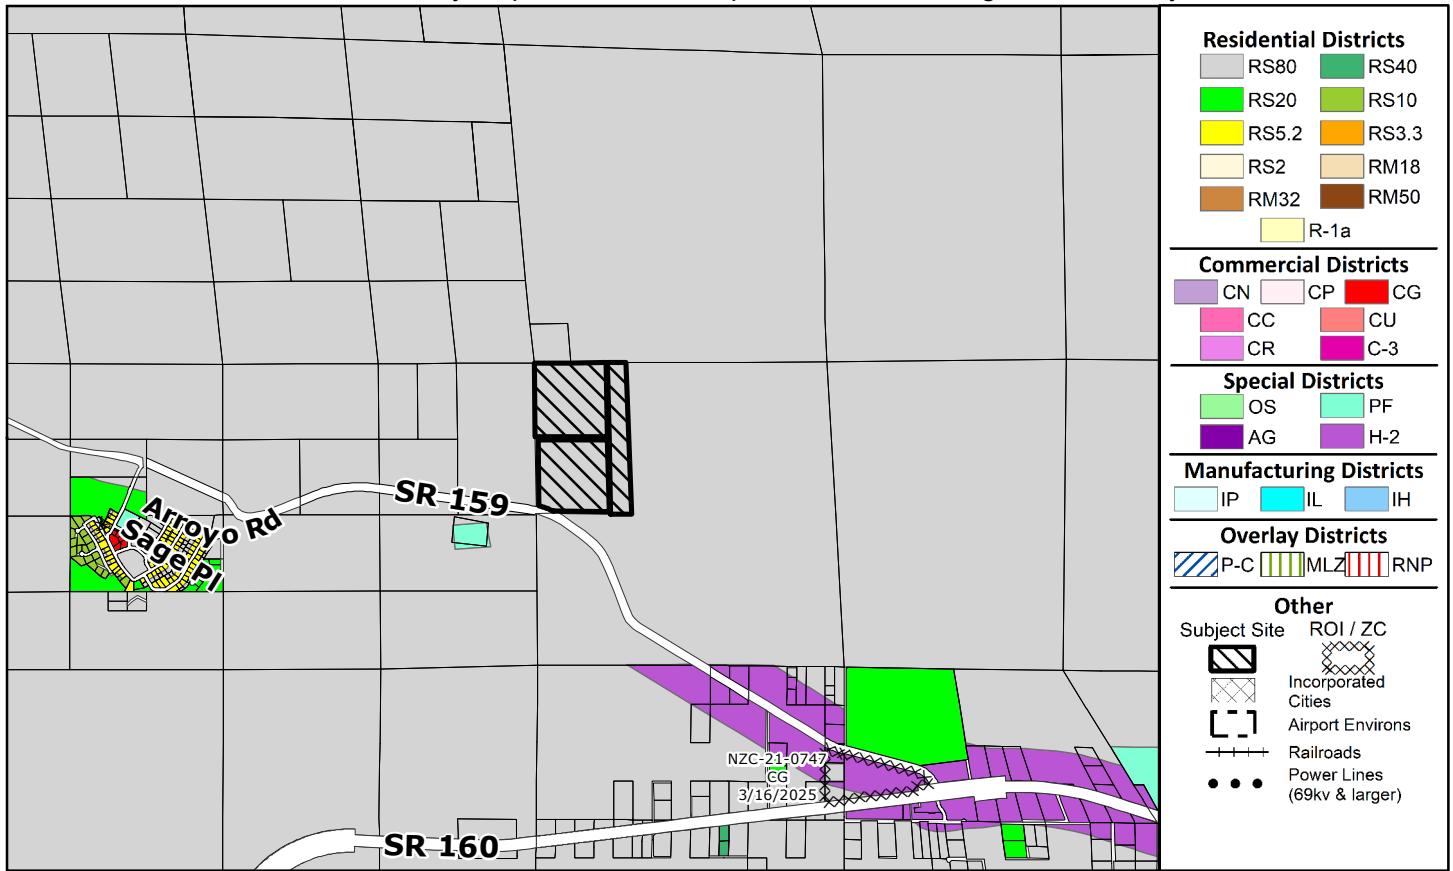 SR 159
Arroyo Rd
Sage Pl
NZC-21-0747
CG
3/16/2025
SR 160
Residential Districts
RS80 RS40
RS20 RS10
RS5.2 RS3.3
RS2 RM18
RM32 RM50
R-1a
Commercial Districts
CN CP CG
CC CU
CR C-3
Special Districts
OS PF
AG H-2
Manufacturing Districts
IP IL IH
Overlay Districts
P-C MLZ RNP
Other
Subject Site ROI / ZC
Incorporated
Cities
Airport Environs
Railroads
Power Lines
(69kv & larger)